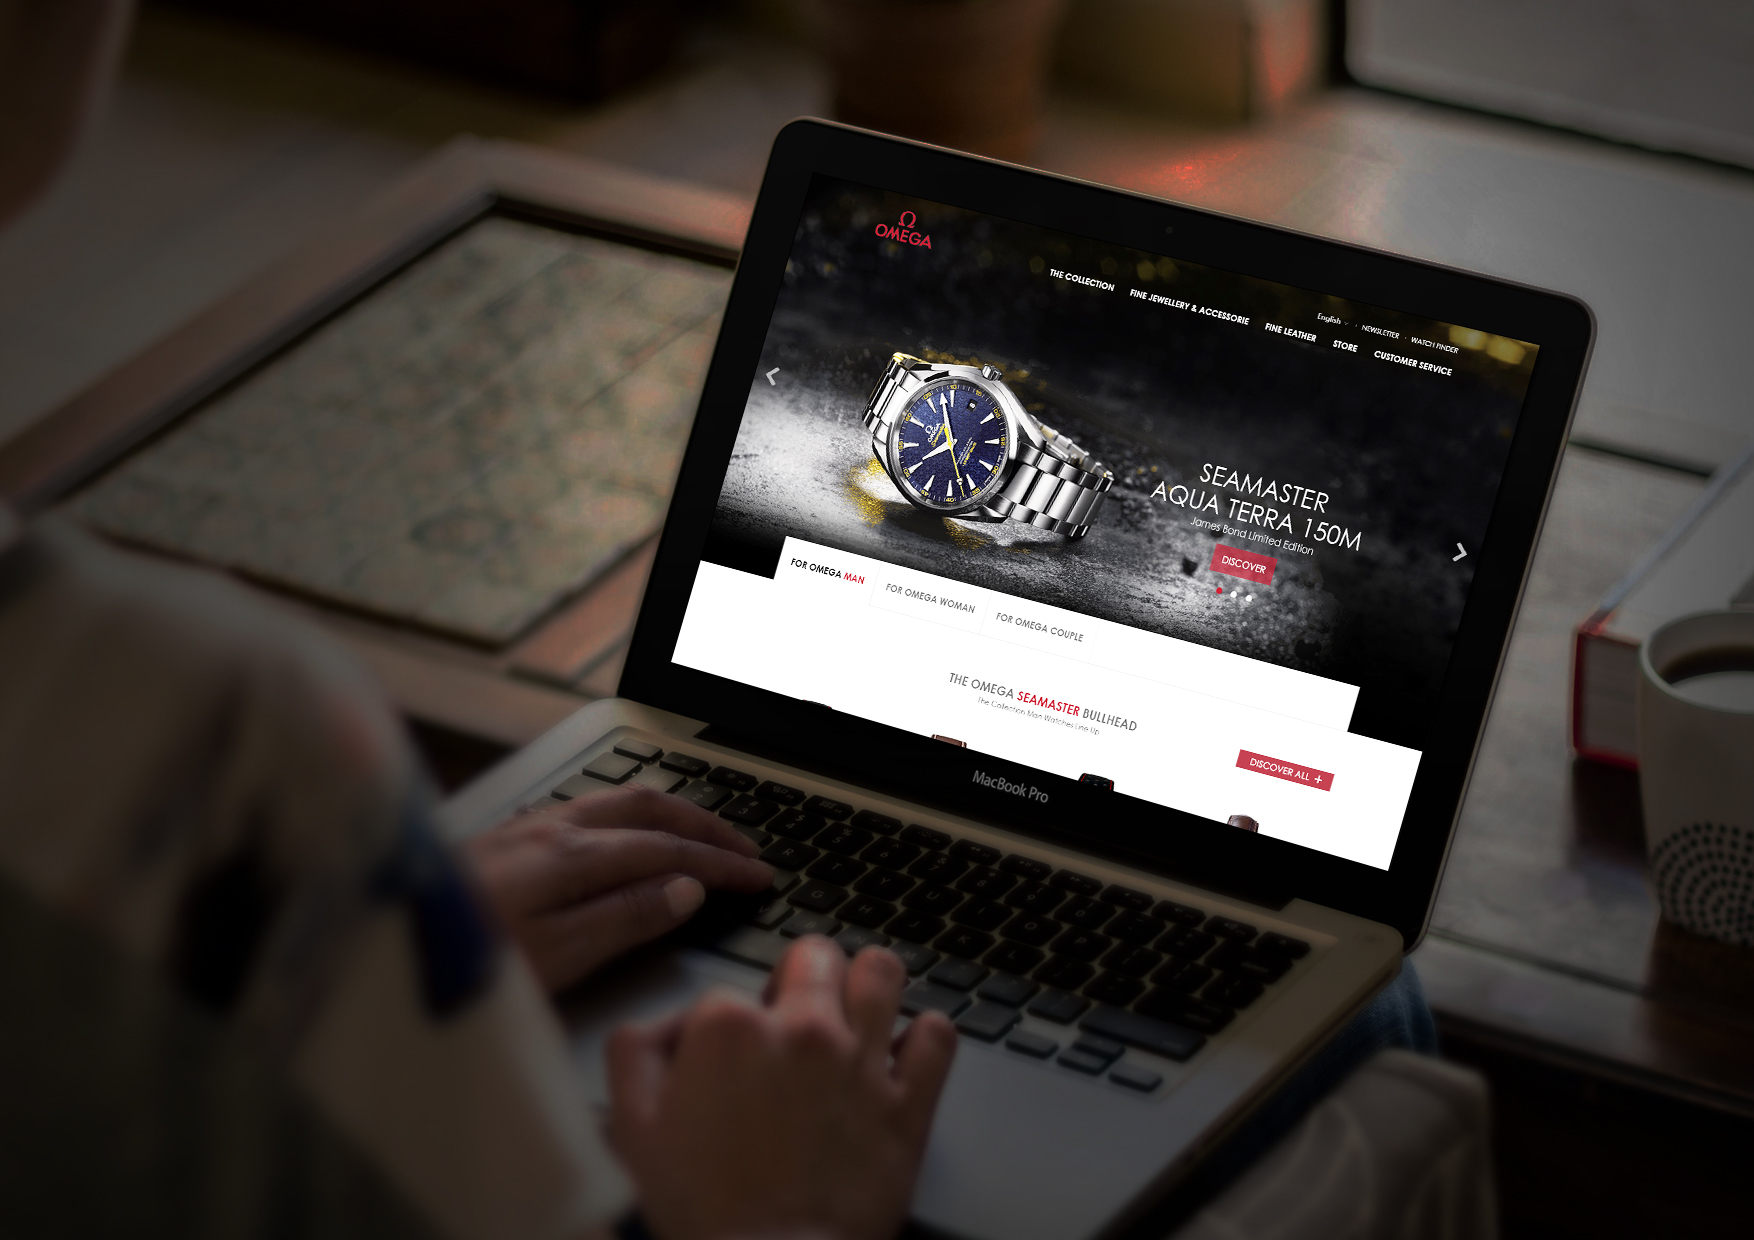 Ω
OMEGA
English
NEWSLETTER
WATCH FINDER
THE COLLECTION
FINE JEWELLERY & ACCESSORIE
FINE LEATHER
STORE
CUSTOMER SERVICE
SEAMASTER
AQUA TERRA 150M
James Bond Limited Edition
DISCOVER
FOR OMEGA MAN
FOR OMEGA WOMAN
FOR OMEGA COUPLE
THE OMEGA SEAMASTER BULLHEAD
The Collection Man Watches Line Up
DISCOVER ALL +
MacBook Pro